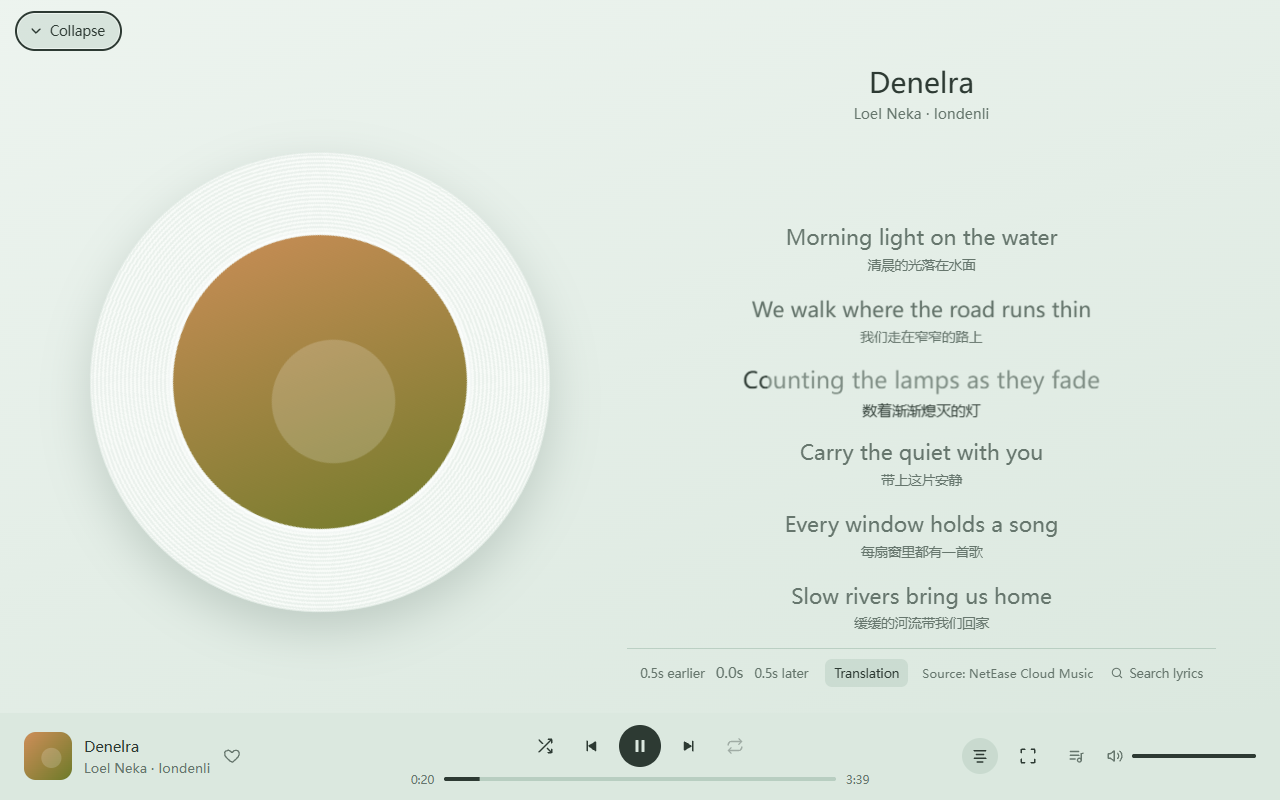 Collapse
Denelra
Loel Neka · londenli
Morning light on the water
清晨的光落在水面
We walk where the road runs thin
我们走在窄窄的路上
Counting the lamps as they fade
数着渐渐熄灭的灯
Carry the quiet with you
带上这片安静
Every window holds a song
每扇窗里都有一首歌
Slow rivers bring us home
缓缓的河流带我们回家
0.5s earlier 0.0s 0.5s later Translation Source: NetEase Cloud Music Search lyrics
Denelra
Loel Neka · londenli
0:20 3:39